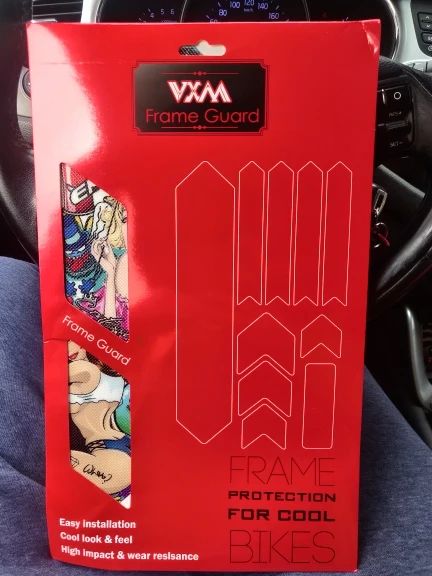 VXM
Frame Guard
Frame Guard
FRAME
PROTECTION
FOR COOL
BIKES
Easy installation
Cool look & feel
High impact & wear resisance